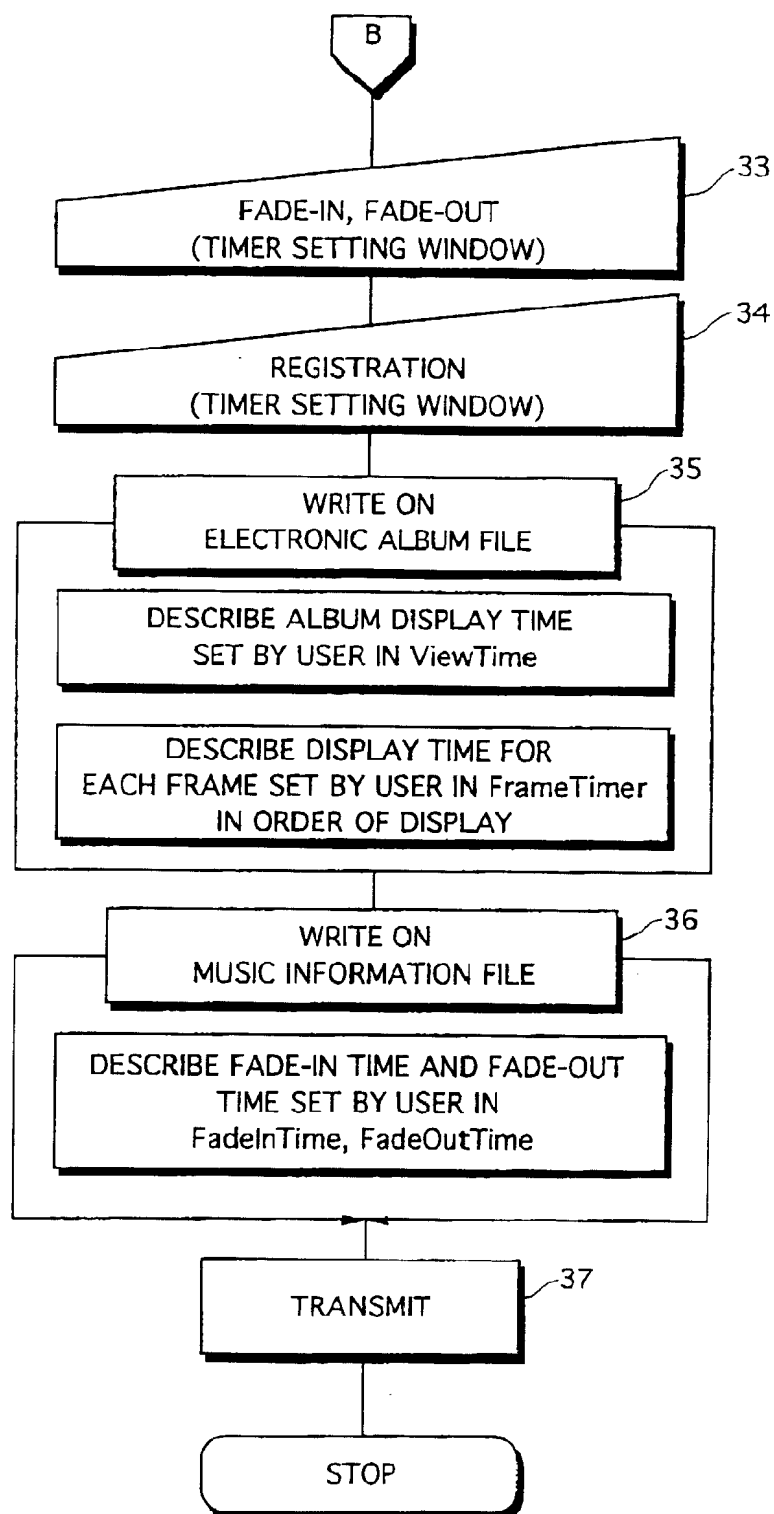 B
33
FADE-IN, FADE-OUT
(TIMER SETTING WINDOW)
34
REGISTRATION
(TIMER SETTING WINDOW)
35
WRITE ON
ELECTRONIC ALBUM FILE
DESCRIBE ALBUM DISPLAY TIME
SET BY USER IN ViewTime
DESCRIBE DISPLAY TIME FOR
EACH FRAME SET BY USER IN FrameTimer
IN ORDER OF DISPLAY
36
WRITE ON
MUSIC INFORMATION FILE
DESCRIBE FADE-IN TIME AND FADE-OUT
TIME SET BY USER IN
FadeInTime, FadeOutTime
37
TRANSMIT
STOP